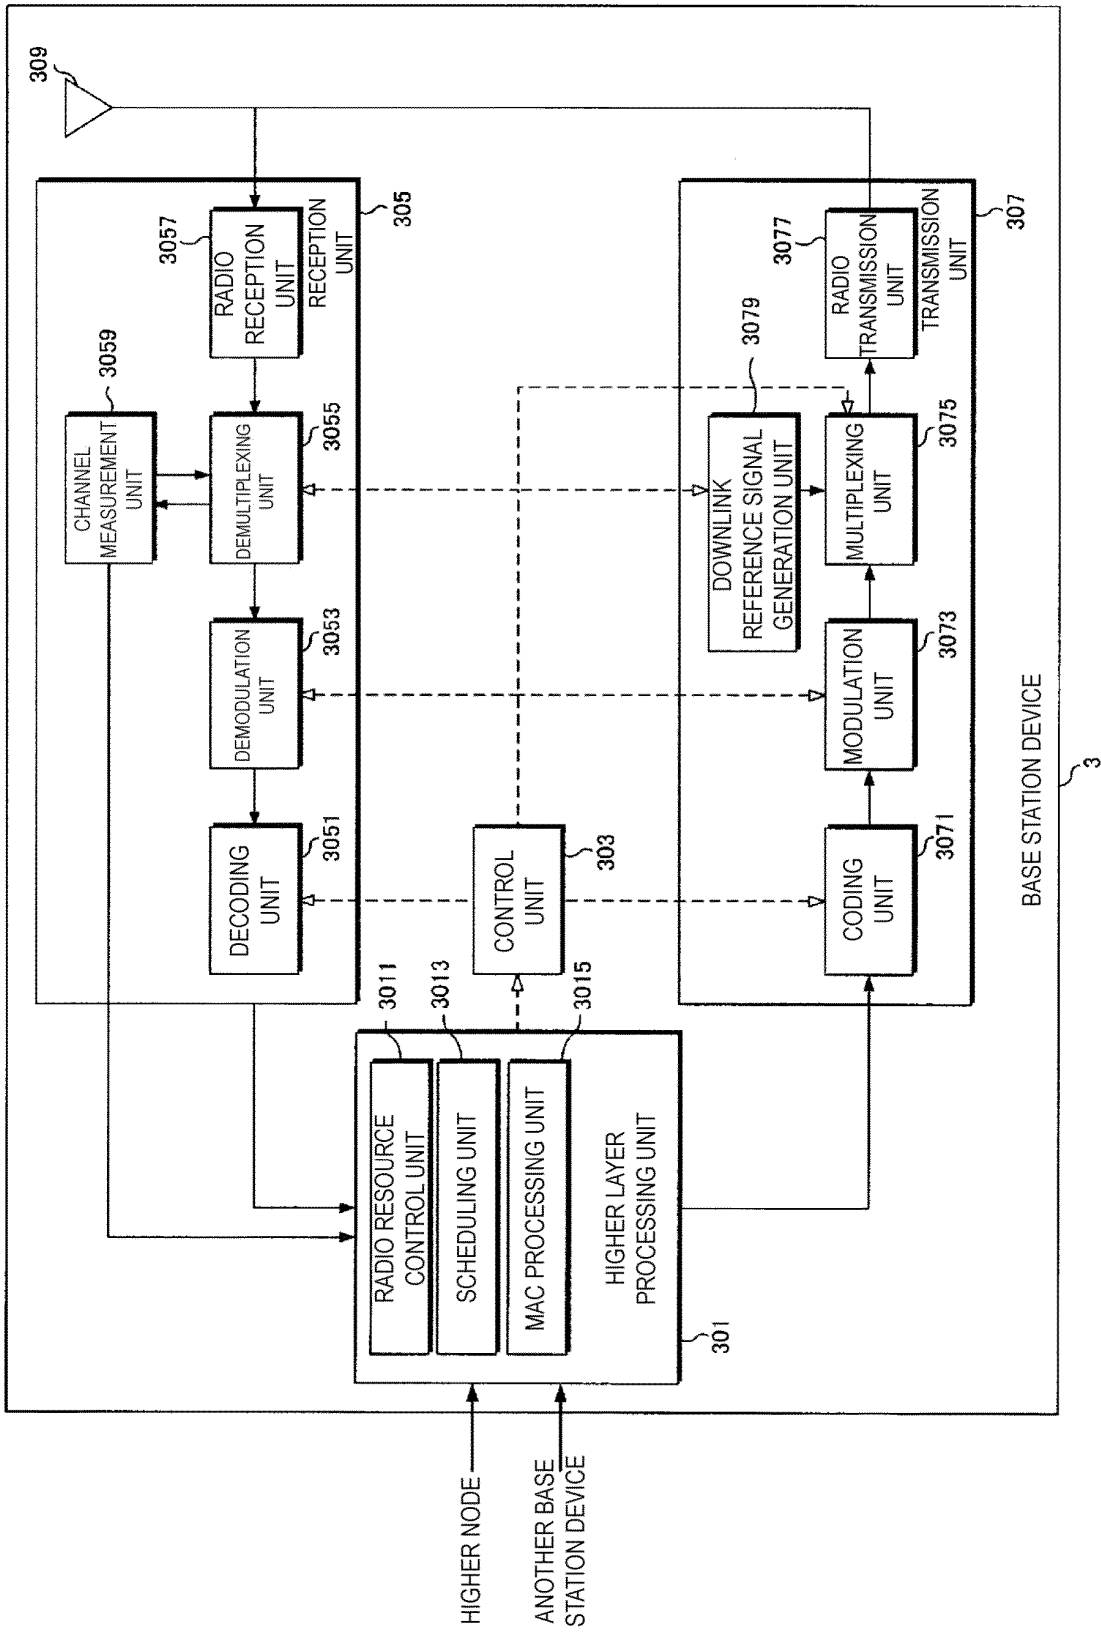 309
3057
RADIO
RECEPTION
UNIT
RECEPTION
UNIT
305
3059
CHANNEL
MEASUREMENT
UNIT
3055
DEMULTIPLEXING
UNIT
3053
DEMODULATION
UNIT
3051
DECODING
UNIT
3011
RADIO RESOURCE
CONTROL UNIT
3013
SCHEDULING UNIT
3015
MAC PROCESSING UNIT
HIGHER LAYER
PROCESSING UNIT
301
HIGHER NODE
ANOTHER BASE
STATION DEVICE
303
CONTROL
UNIT
3079
DOWNLINK
REFERENCE SIGNAL
GENERATION UNIT
3071
CODING
UNIT
3073
MODULATION
UNIT
3075
MULTIPLEXING
UNIT
3077
RADIO
TRANSMISSION
UNIT
TRANSMISSION
UNIT
307
BASE STATION DEVICE
3